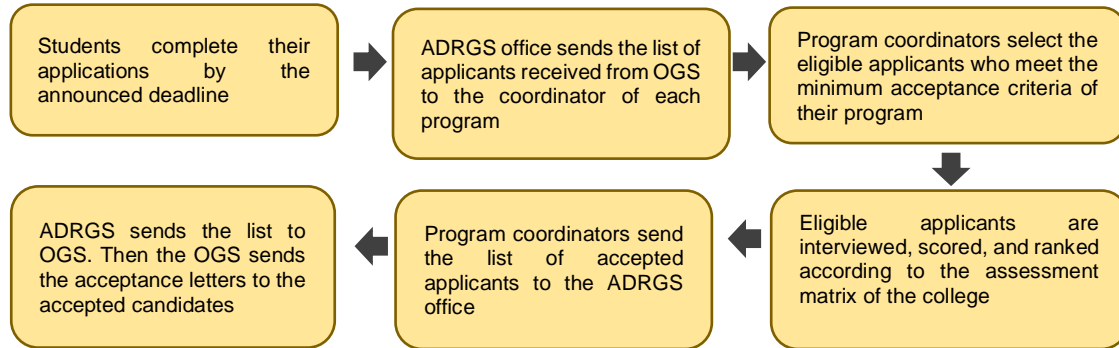 Students complete their
applications by the
announced deadline
ADRGS office sends the list of
applicants received from OGS
to the coordinator of each
program
Program coordinators select the
eligible applicants who meet the
minimum acceptance criteria of
their program
Eligible applicants are
interviewed, scored, and ranked
according to the assessment
matrix of the college
Program coordinators send
the list of accepted
applicants to the ADRGS
office
ADRGS sends the list to
OGS. Then the OGS sends
the acceptance letters to the
accepted candidates